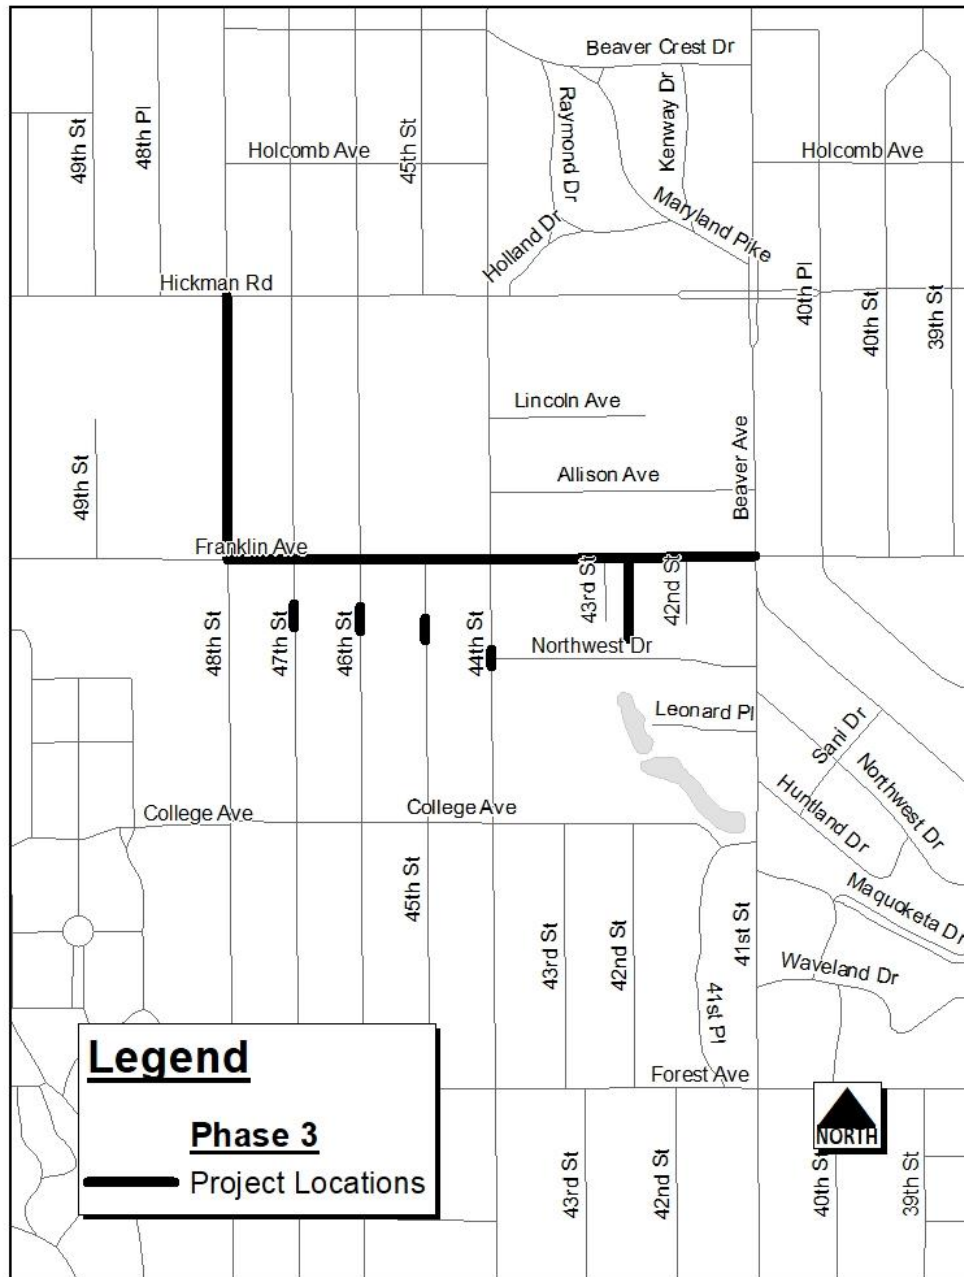 Beaver Crest Dr
49th St
48th Pl
Holcomb Ave
45th St
Raymond Dr
Kenway Dr
Holcomb Ave
Holland Dr
Maryland Pike
Hickman Rd
40th Pl
40th St
39th St
Lincoln Ave
49th St
Allison Ave
Beaver Ave
Franklin Ave
43rd St
42nd St
48th St
47th St
46th St
44th St
Northwest Dr
Leonard Pl
Sani Dr
Northwest Dr
Huntland Dr
College Ave
College Ave
45th St
43rd St
42nd St
41st St
41st Pl
Maquoketa Dr
Waveland Dr
Forest Ave
Legend
Phase 3
Project Locations
NORTH
43rd St
42nd St
40th St
39th St